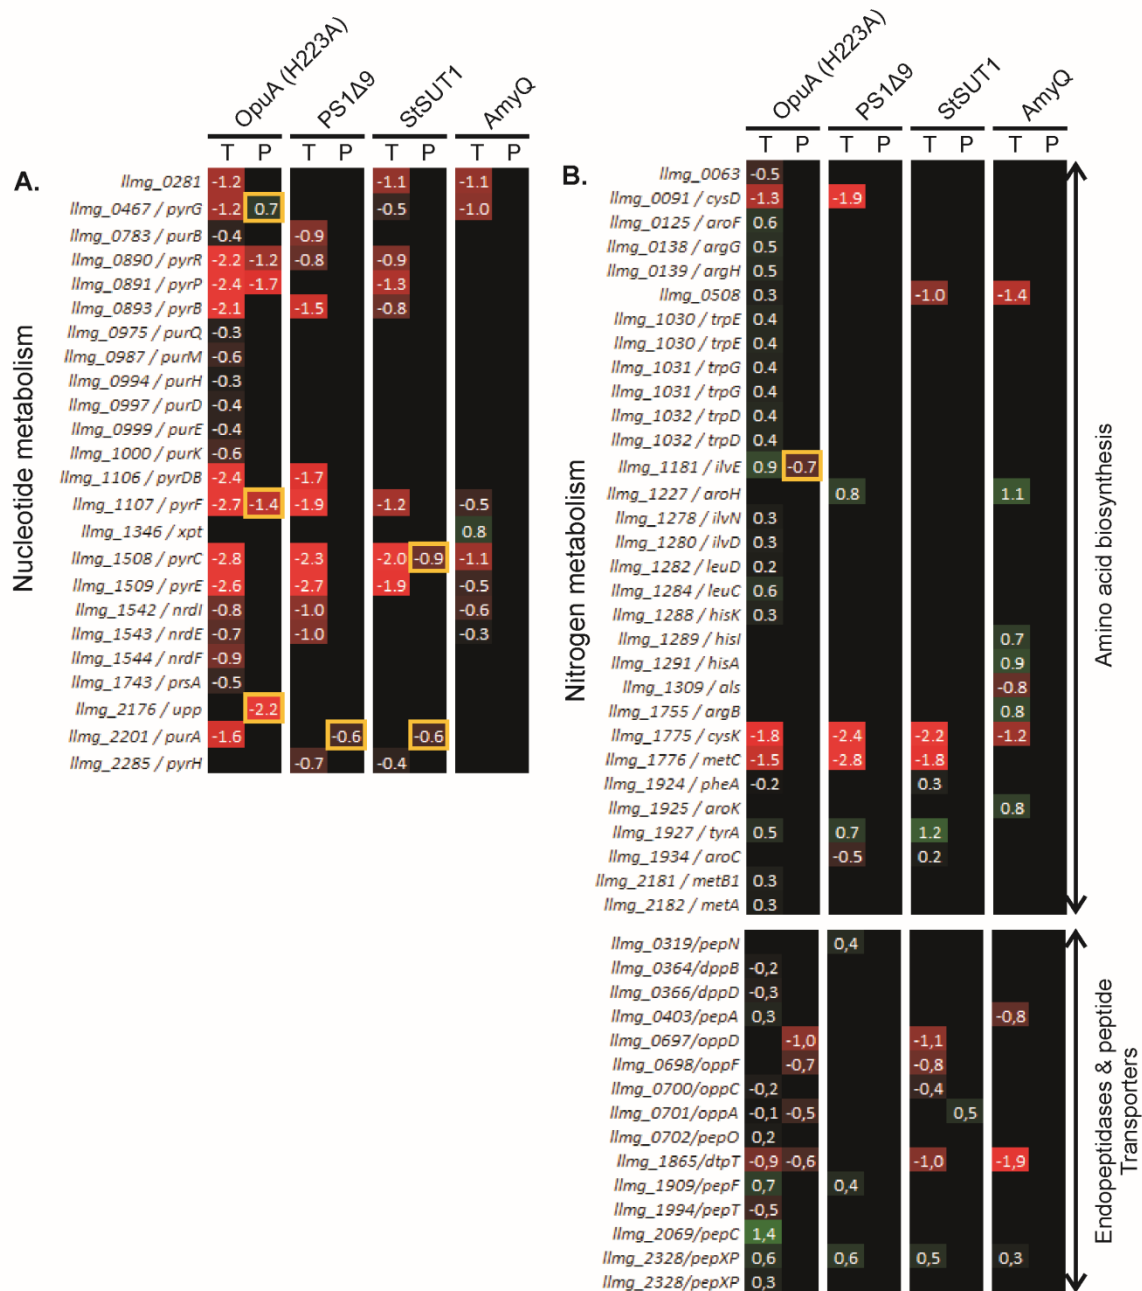 OpuA (H223A) PS1Δ9 StSUT1 AmyQ
T P T P T P T P
A.
Nucleotide metabolism
llmg_0281 -1.2 -1.1 -1.1
llmg_0467 / pyrG -1.2 0.7 -0.5 -1.0
llmg_0783 / purB -0.4 -0.9
llmg_0890 / pyrR -2.2 -1.2 -0.8 -0.9
llmg_0891 / pyrP -2.4 -1.7 -1.3
llmg_0893 / pyrB -2.1 -1.5 -0.8
llmg_0975 / purQ -0.3
llmg_0987 / purM -0.6
llmg_0994 / purH -0.3
llmg_0997 / purD -0.4
llmg_0999 / purE -0.4
llmg_1000 / purK -0.6
llmg_1106 / pyrDB -2.4 -1.7
llmg_1107 / pyrF -2.7 -1.4 -1.9 -1.2 -0.5
llmg_1346 / xpt 0.8
llmg_1508 / pyrC -2.8 -2.3 -2.0 -0.9 -1.1
llmg_1509 / pyrE -2.6 -2.7 -1.9 -0.5
llmg_1542 / nrdI -0.8 -1.0 -0.6
llmg_1543 / nrdE -0.7 -1.0 -0.3
llmg_1544 / nrdF -0.9
llmg_1743 / prsA -0.5
llmg_2176 / upp -2.2
llmg_2201 / purA -1.6 -0.6 -0.6
llmg_2285 / pyrH -0.7 -0.4
OpuA (H223A) PS1Δ9 StSUT1 AmyQ
T P T P T P T P
B.
Nitrogen metabolism
llmg_0063 -0.5
llmg_0091 / cysD -1.3 -1.9
llmg_0125 / aroF 0.6
llmg_0138 / argG 0.5
llmg_0139 / argH 0.5
llmg_0508 0.3 -1.0 -1.4
llmg_1030 / trpE 0.4
llmg_1030 / trpE 0.4
llmg_1031 / trpG 0.4
llmg_1031 / trpG 0.4
llmg_1032 / trpD 0.4
llmg_1032 / trpD 0.4
llmg_1181 / ilvE 0.9 -0.7
llmg_1227 / aroH 0.8 1.1
llmg_1278 / ilvN 0.3
llmg_1280 / ilvD 0.3
llmg_1282 / leuD 0.2
llmg_1284 / leuC 0.6
llmg_1288 / hisK 0.3
llmg_1289 / hisI 0.7
llmg_1291 / hisA 0.9
llmg_1309 / als -0.8
llmg_1755 / argB 0.8
llmg_1775 / cysK -1.8 -2.4 -2.2 -1.2
llmg_1776 / metC -1.5 -2.8 -1.8
llmg_1924 / pheA -0.2 0.3
llmg_1925 / aroK 0.8
llmg_1927 / tyrA 0.5 0.7 1.2
llmg_1934 / aroC -0.5 0.2
llmg_2181 / metB1 0.3
llmg_2182 / metA 0.3
Amino acid biosynthesis
llmg_0319/pepN 0,4
llmg_0364/dppB -0,2
llmg_0366/dppD -0,3
llmg_0403/pepA 0,3 -0,8
llmg_0697/oppD -1,0 -1,1
llmg_0698/oppF -0,7 -0,8
llmg_0700/oppC -0,2 -0,4
llmg_0701/oppA -0,1 -0,5 0,5
llmg_0702/pepO 0,2
llmg_1865/dtpT -0,9 -0,6 -1,0 -1,9
llmg_1909/pepF 0,7 0,4
llmg_1994/pepT -0,5
llmg_2069/pepC 1,4
llmg_2328/pepXP 0,6 0,6 0,5 0,3
llmg_2328/pepXP 0,3
Endopeptidases & peptide
Transporters